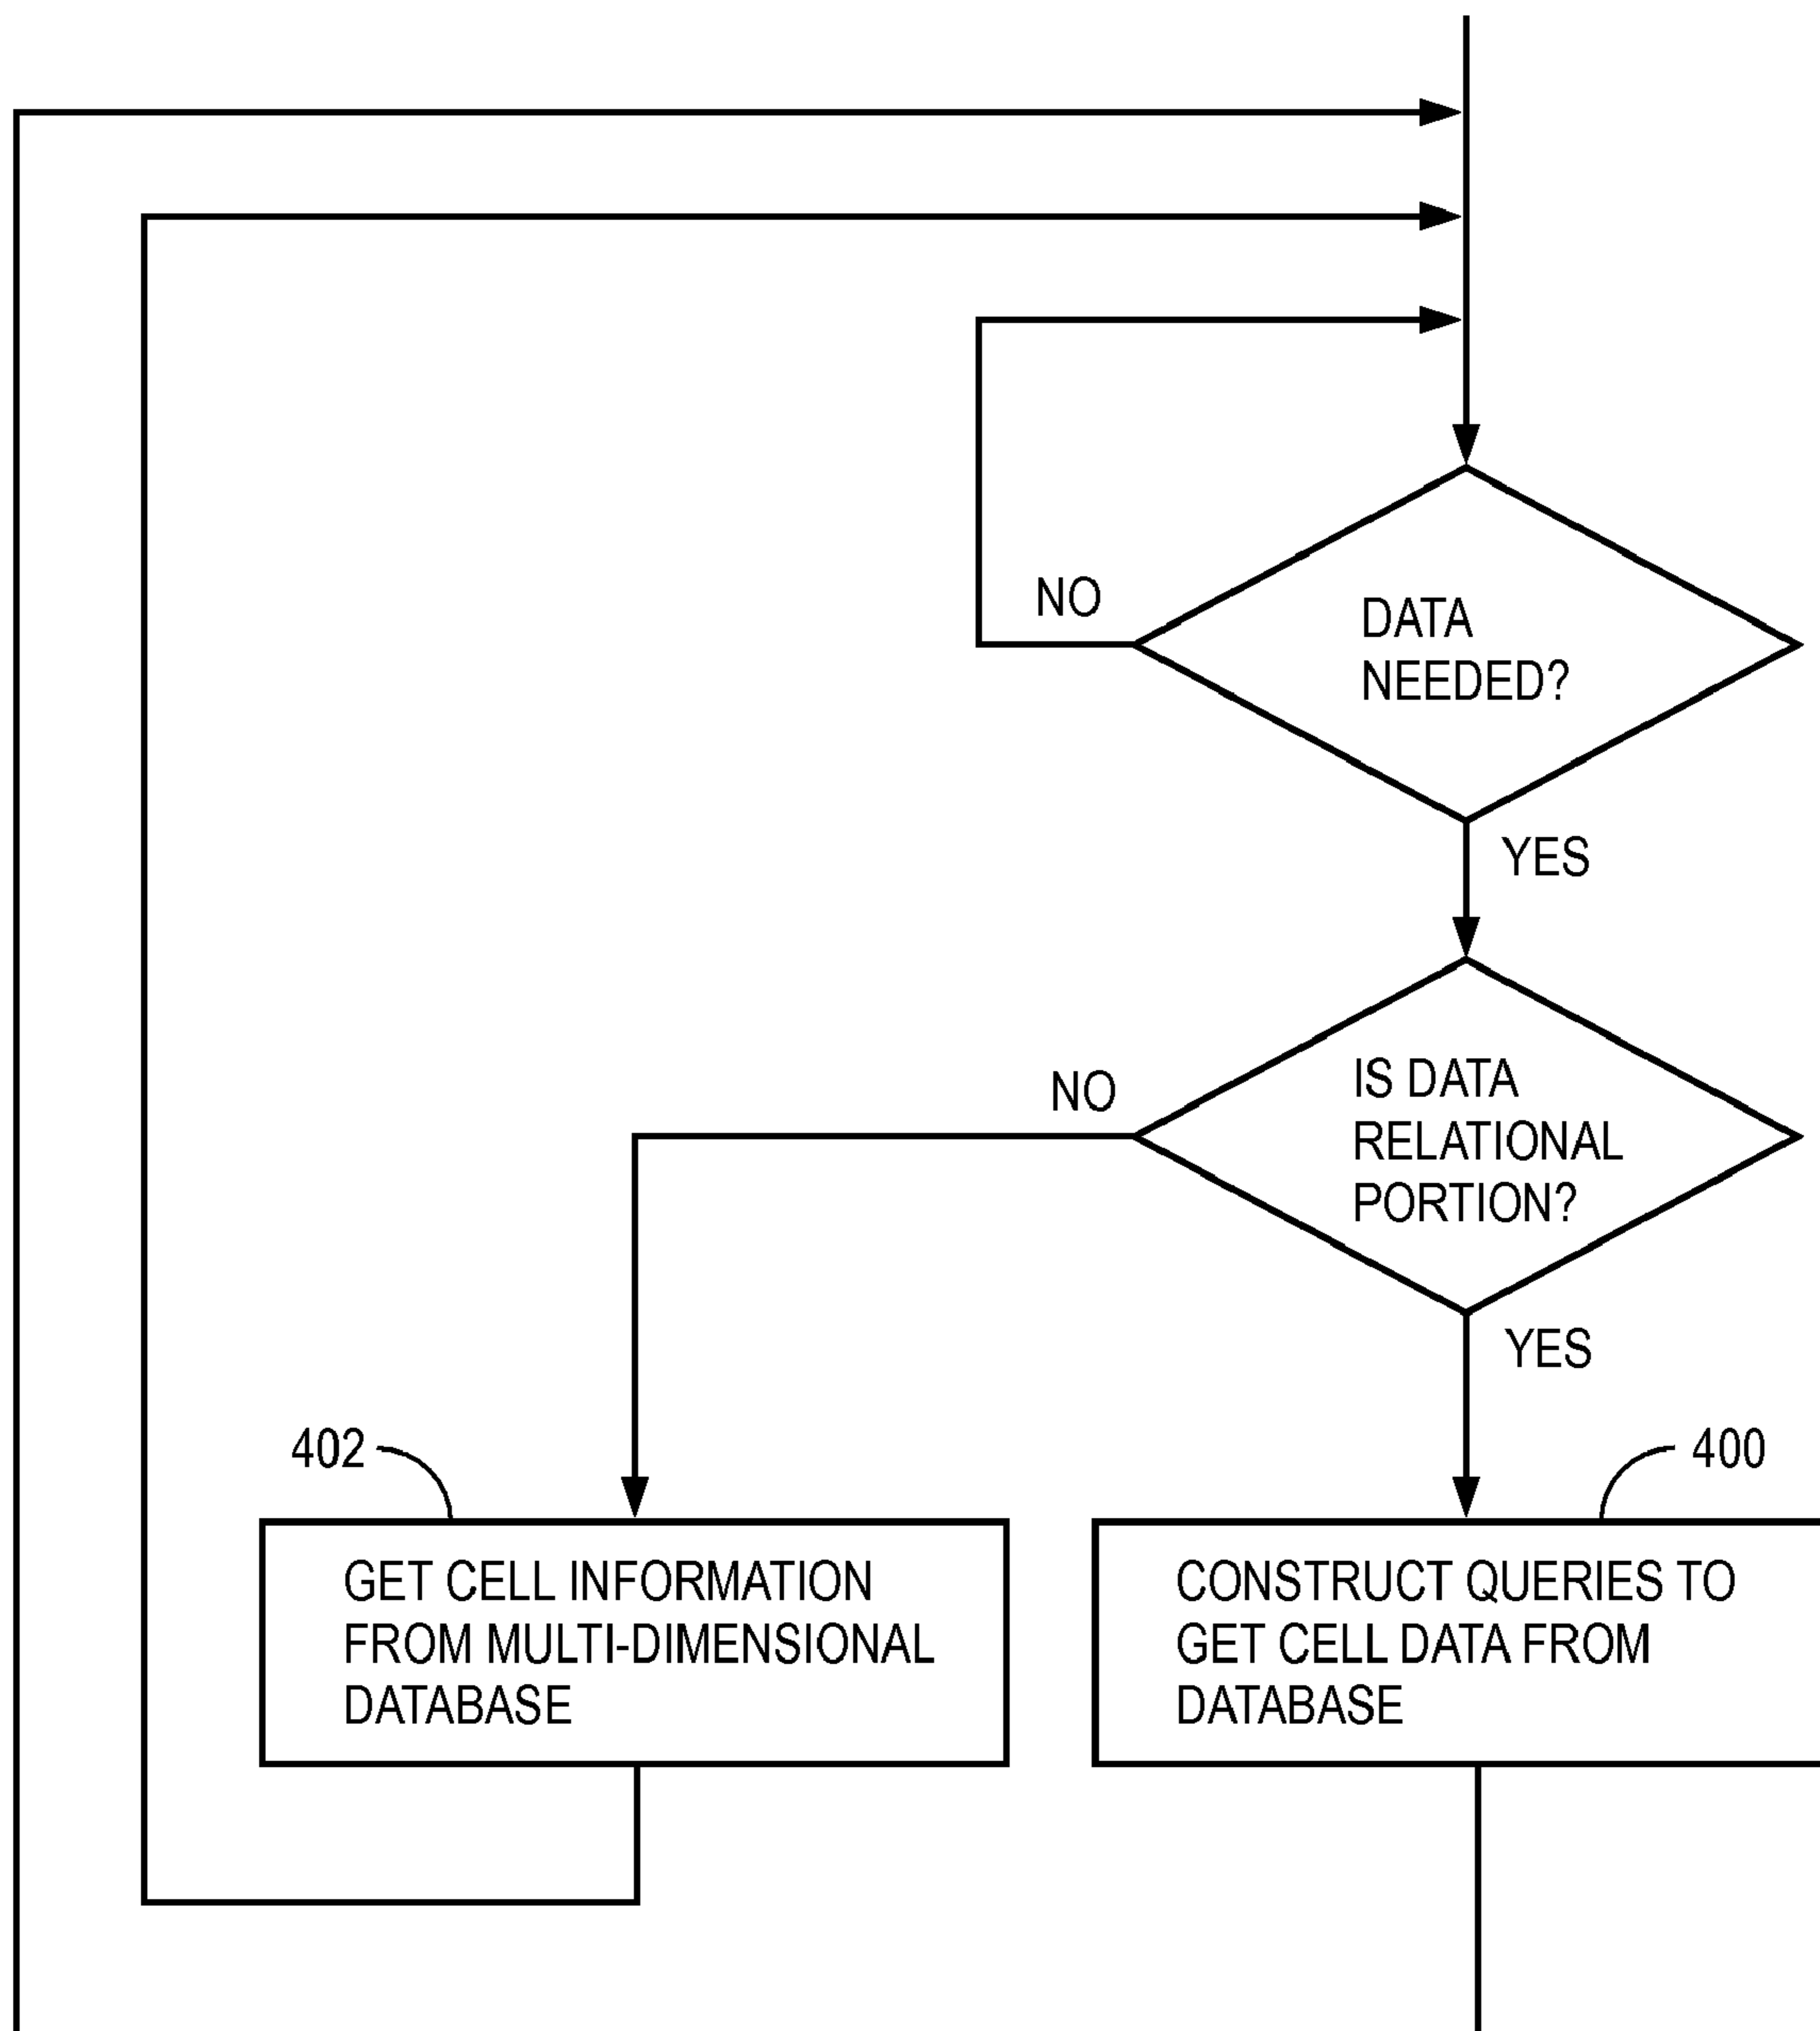 NO
DATA
NEEDED?
YES
NO
IS DATA
RELATIONAL
PORTION?
YES
402
400
GET CELL INFORMATION
FROM MULTI-DIMENSIONAL
DATABASE
CONSTRUCT QUERIES TO
GET CELL DATA FROM
DATABASE